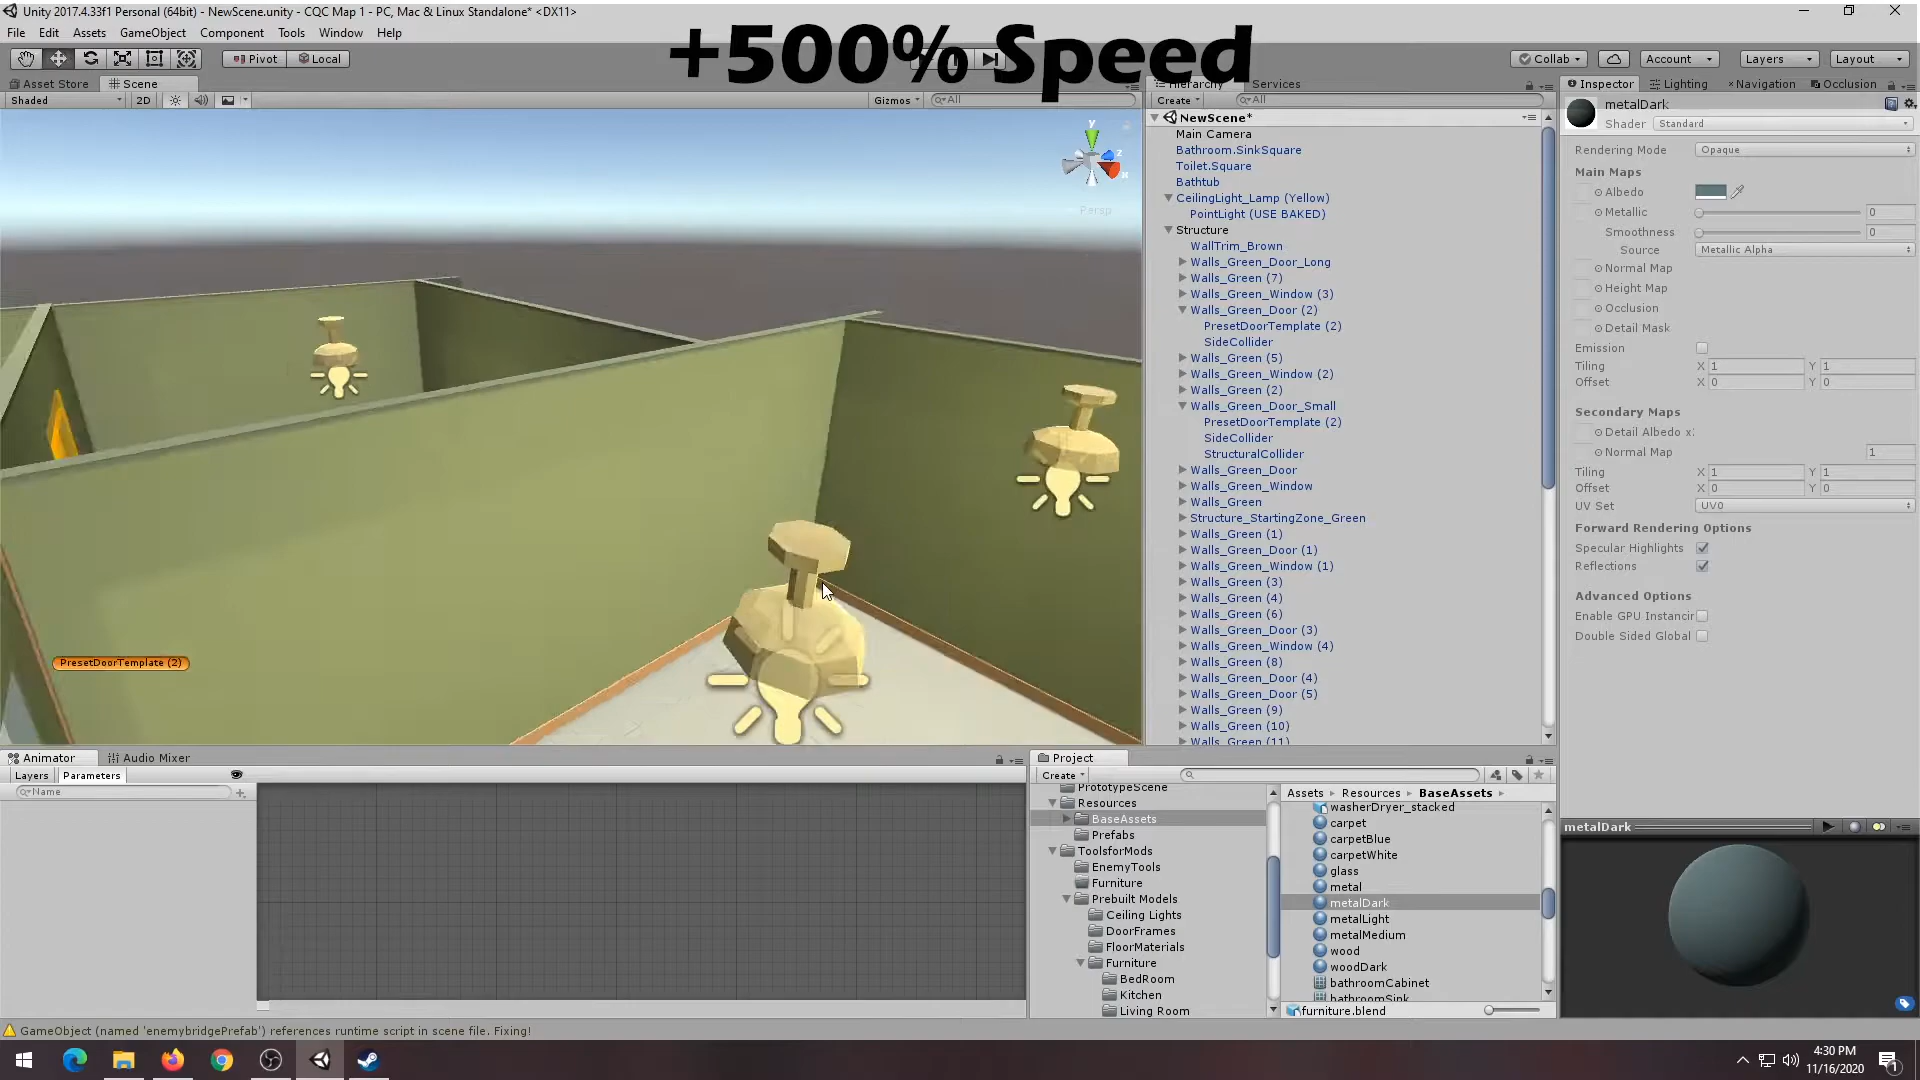 Unity 2017.4.33f1 Personal (64bit) - NewScene.unity - CQC Map 1 - PC, Mac & Linux Standalone* <DX11>
File Edit Assets GameObject Component Tools Window Help
+500% Speed
Pivot Local
Collab Account Layers Layout
Asset Store Scene
Hierarchy Services
Inspector Lighting Navigation Occlusion
Shaded 2D Gizmos All
Create All
NewScene*
Main Camera
Bathroom.SinkSquare
Toilet.Square
Bathtub
CeilingLight_Lamp (Yellow)
PointLight (USE BAKED)
Structure
WallTrim_Brown
Walls_Green_Door_Long
Walls_Green (7)
Walls_Green_Window (3)
Walls_Green_Door (2)
PresetDoorTemplate (2)
SideCollider
Walls_Green (5)
Walls_Green_Window (2)
Walls_Green (2)
Walls_Green_Door_Small
PresetDoorTemplate (2)
SideCollider
StructuralCollider
Walls_Green_Door
Walls_Green_Window
Walls_Green
Structure_StartingZone_Green
Walls_Green (1)
Walls_Green_Door (1)
Walls_Green_Window (1)
Walls_Green (3)
Walls_Green (4)
Walls_Green (6)
Walls_Green_Door (3)
Walls_Green_Window (4)
Walls_Green (8)
Walls_Green_Door (4)
Walls_Green_Door (5)
Walls_Green (9)
Walls_Green (10)
Walls_Green (11)
y
z
x
Persp
PresetDoorTemplate (2)
metalDark
Shader Standard
Rendering Mode Opaque
Main Maps
Albedo
Metallic 0
Smoothness 0
Source Metallic Alpha
Normal Map
Height Map
Occlusion
Detail Mask
Emission
Tiling X 1 Y 1
Offset X 0 Y 0
Secondary Maps
Detail Albedo x
Normal Map 1
Tiling X 1 Y 1
Offset X 0 Y 0
UV Set UV0
Forward Rendering Options
Specular Highlights
Reflections
Advanced Options
Enable GPU Instancir
Double Sided Global
metalDark
Animator Audio Mixer
Layers Parameters
Name
Project
Create
PrototypeScene
Resources
BaseAssets
Prefabs
ToolsforMods
EnemyTools
Furniture
Prebuilt Models
Ceiling Lights
DoorFrames
FloorMaterials
Furniture
BedRoom
Kitchen
Living Room
Assets Resources BaseAssets
washerDryer_stacked
carpet
carpetBlue
carpetWhite
glass
metal
metalDark
metalLight
metalMedium
wood
woodDark
bathroomCabinet
bathroomSink
furniture.blend
GameObject (named 'enemybridgePrefab') references runtime script in scene file. Fixing!
4:30 PM
11/16/2020
1